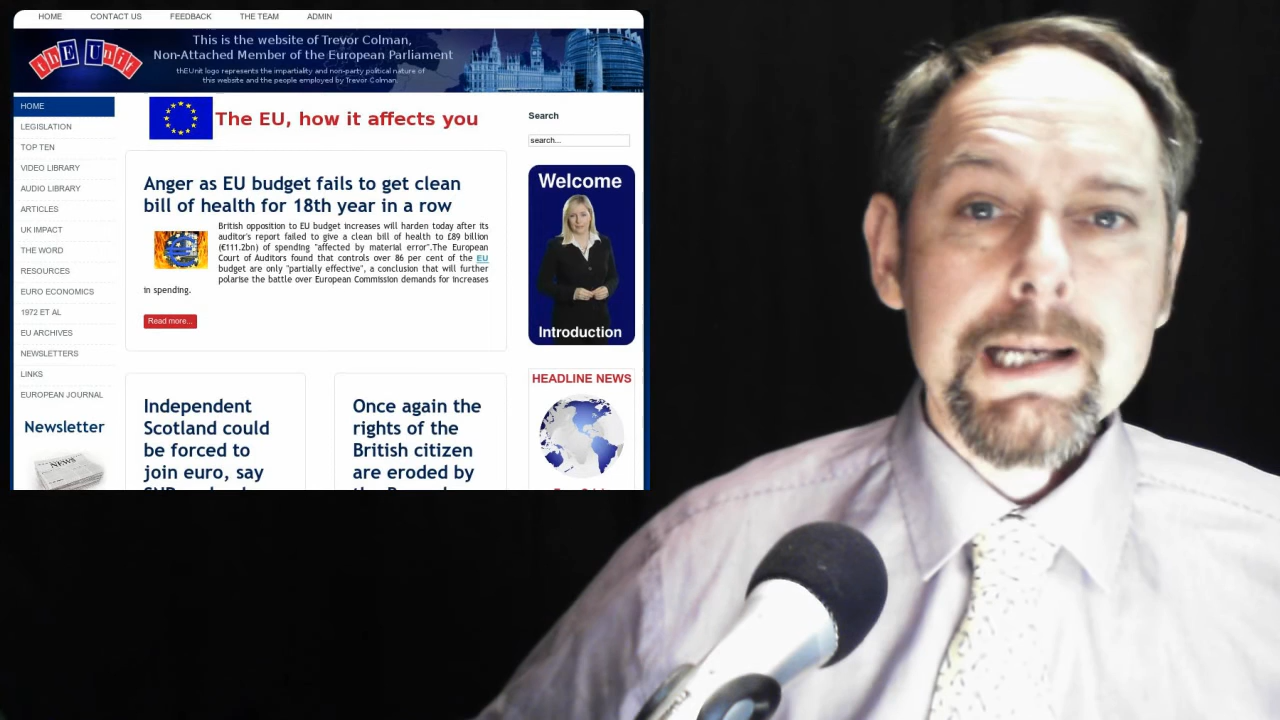 HOME CONTACT US FEEDBACK THE TEAM ADMIN
thE Unit
This is the website of Trevor Colman,
Non-Attached Member of the European Parliament
thEUnit logo represents the impartiality and non-party political nature of
this website and the people employed by Trevor Colman.
HOME
LEGISLATION
TOP TEN
VIDEO LIBRARY
AUDIO LIBRARY
ARTICLES
UK IMPACT
THE WORD
RESOURCES
EURO ECONOMICS
1972 ET AL
EU ARCHIVES
NEWSLETTERS
LINKS
EUROPEAN JOURNAL
Newsletter
NEWS
The EU, how it affects you
Anger as EU budget fails to get clean
bill of health for 18th year in a row
British opposition to EU budget increases will harden today after its
auditor's report failed to give a clean bill of health to £89 billion
(€111.2bn) of spending "affected by material error".The European
Court of Auditors found that controls over 86 per cent of the EU
budget are only "partially effective", a conclusion that will further
polarise the battle over European Commission demands for increases
in spending.
Read more...
Independent
Scotland could
be forced to
join euro, say
Once again the
rights of the
British citizen
are eroded by
Search
search...
Welcome
Introduction
HEADLINE NEWS